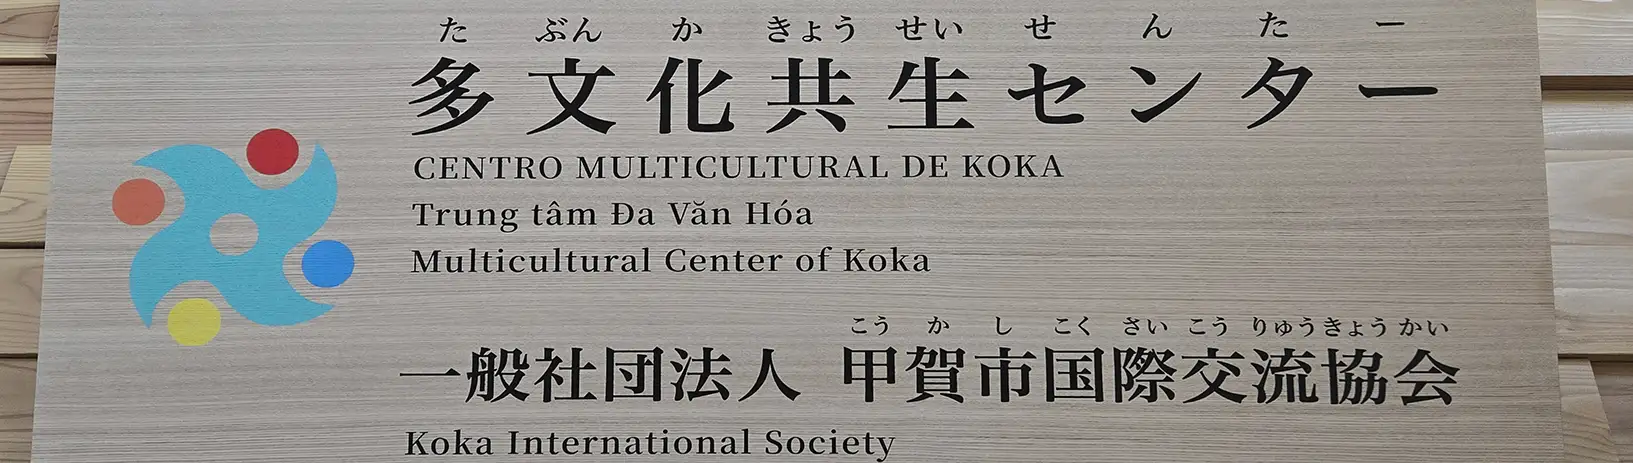 た ぶん か きょう せい せ ん た ー
多文化共生センター
CENTRO MULTICULTURAL DE KOKA
Trung tâm Đa Văn Hóa
Multicultural Center of Koka
こう か し こく さい こう りゅう きょう かい
一般社団法人 甲賀市国際交流協会
Koka International Society